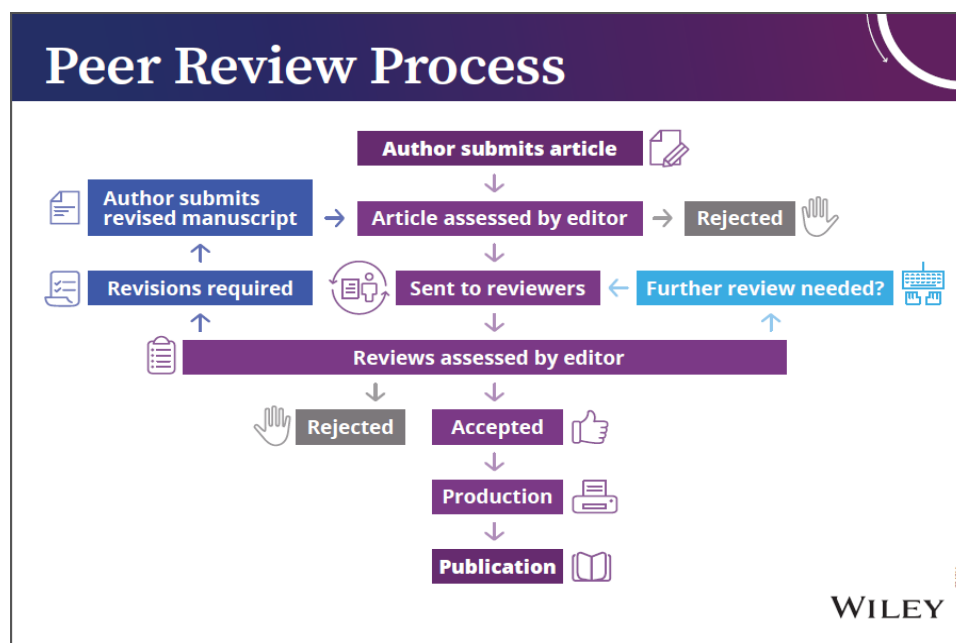 Peer Review Process
Author submits article
Author submits
revised manuscript
Article assessed by editor
Rejected
Revisions required
Sent to reviewers
Further review needed?
Reviews assessed by editor
Rejected
Accepted
Production
Publication
WILEY